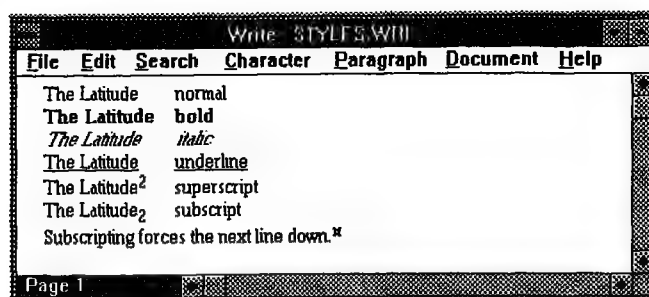 Write - STYLES.WRI
File Edit Search Character Paragraph Document Help
The Latitude normal
The Latitude bold
The Latitude italic
The Latitude underline
The Latitude2 superscript
The Latitude2 subscript
Subscripting forces the next line down.¤
Page 1